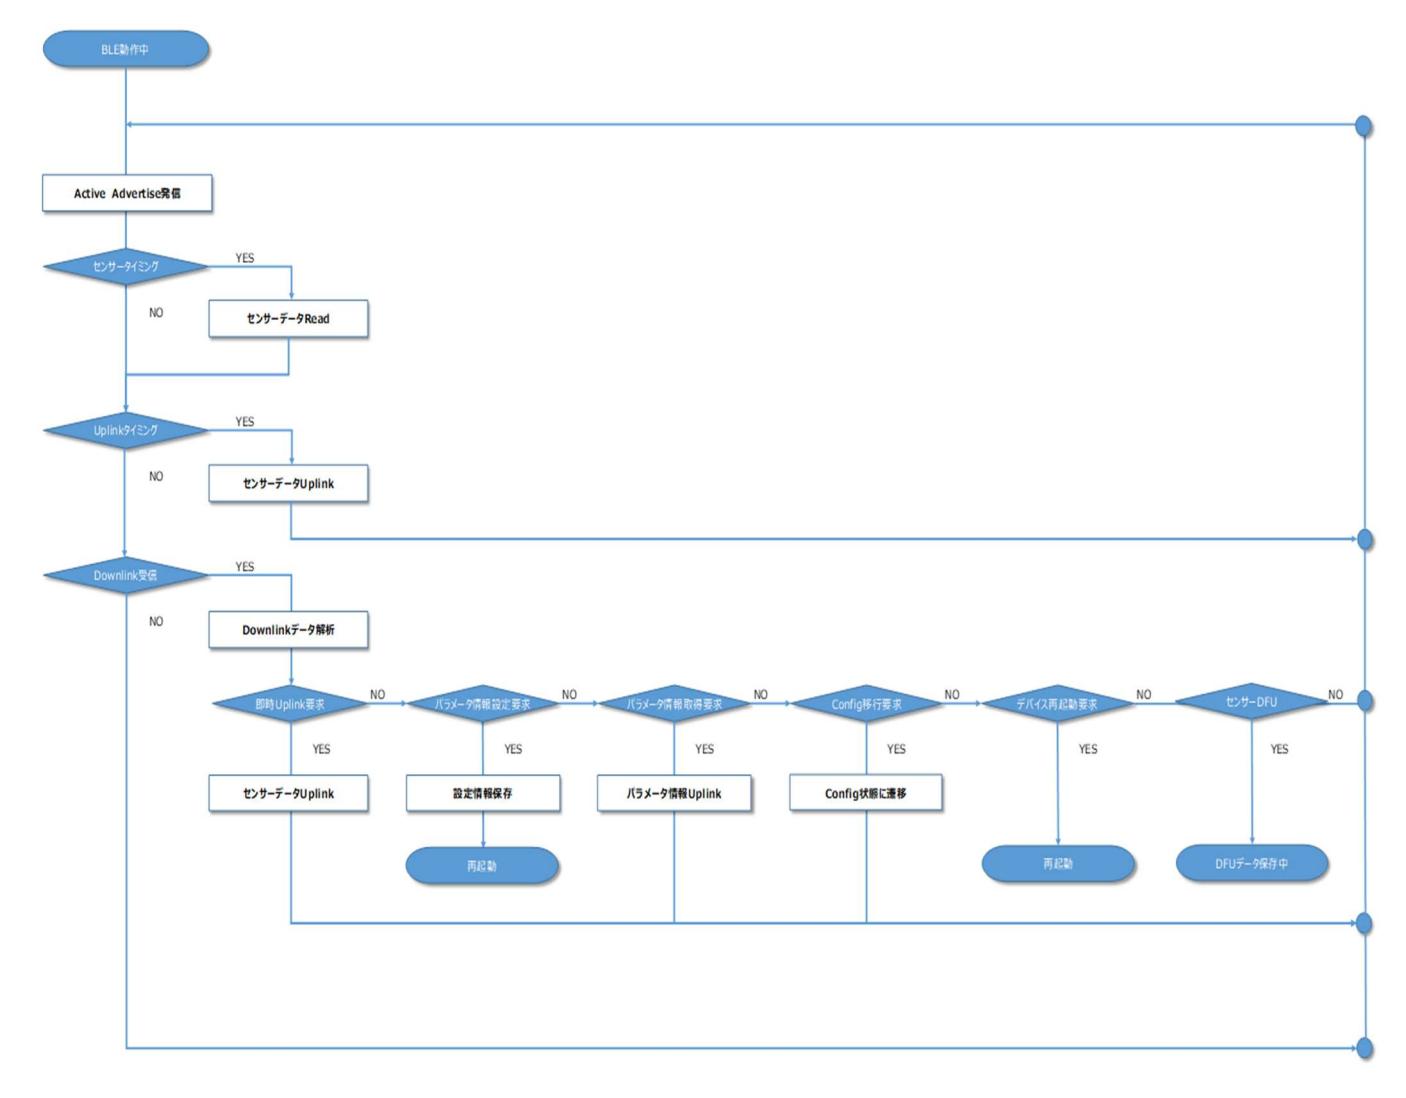 BLE動作中
Active Advertise発信
センサータイミング
YES
NO
センサーデータRead
Uplinkタイミング
YES
NO
センサーデータUplink
Downlink受信
YES
NO
Downlinkデータ解析
即時Uplink要求
NO
パラメータ情報設定要求
NO
パラメータ情報取得要求
NO
Config移行要求
NO
デバイス再起動要求
NO
センサーDFU
NO
YES
YES
YES
YES
YES
YES
センサーデータUplink
設定情報保存
パラメータ情報Uplink
Config状態に遷移
再起動
再起動
DFUデータ保存中